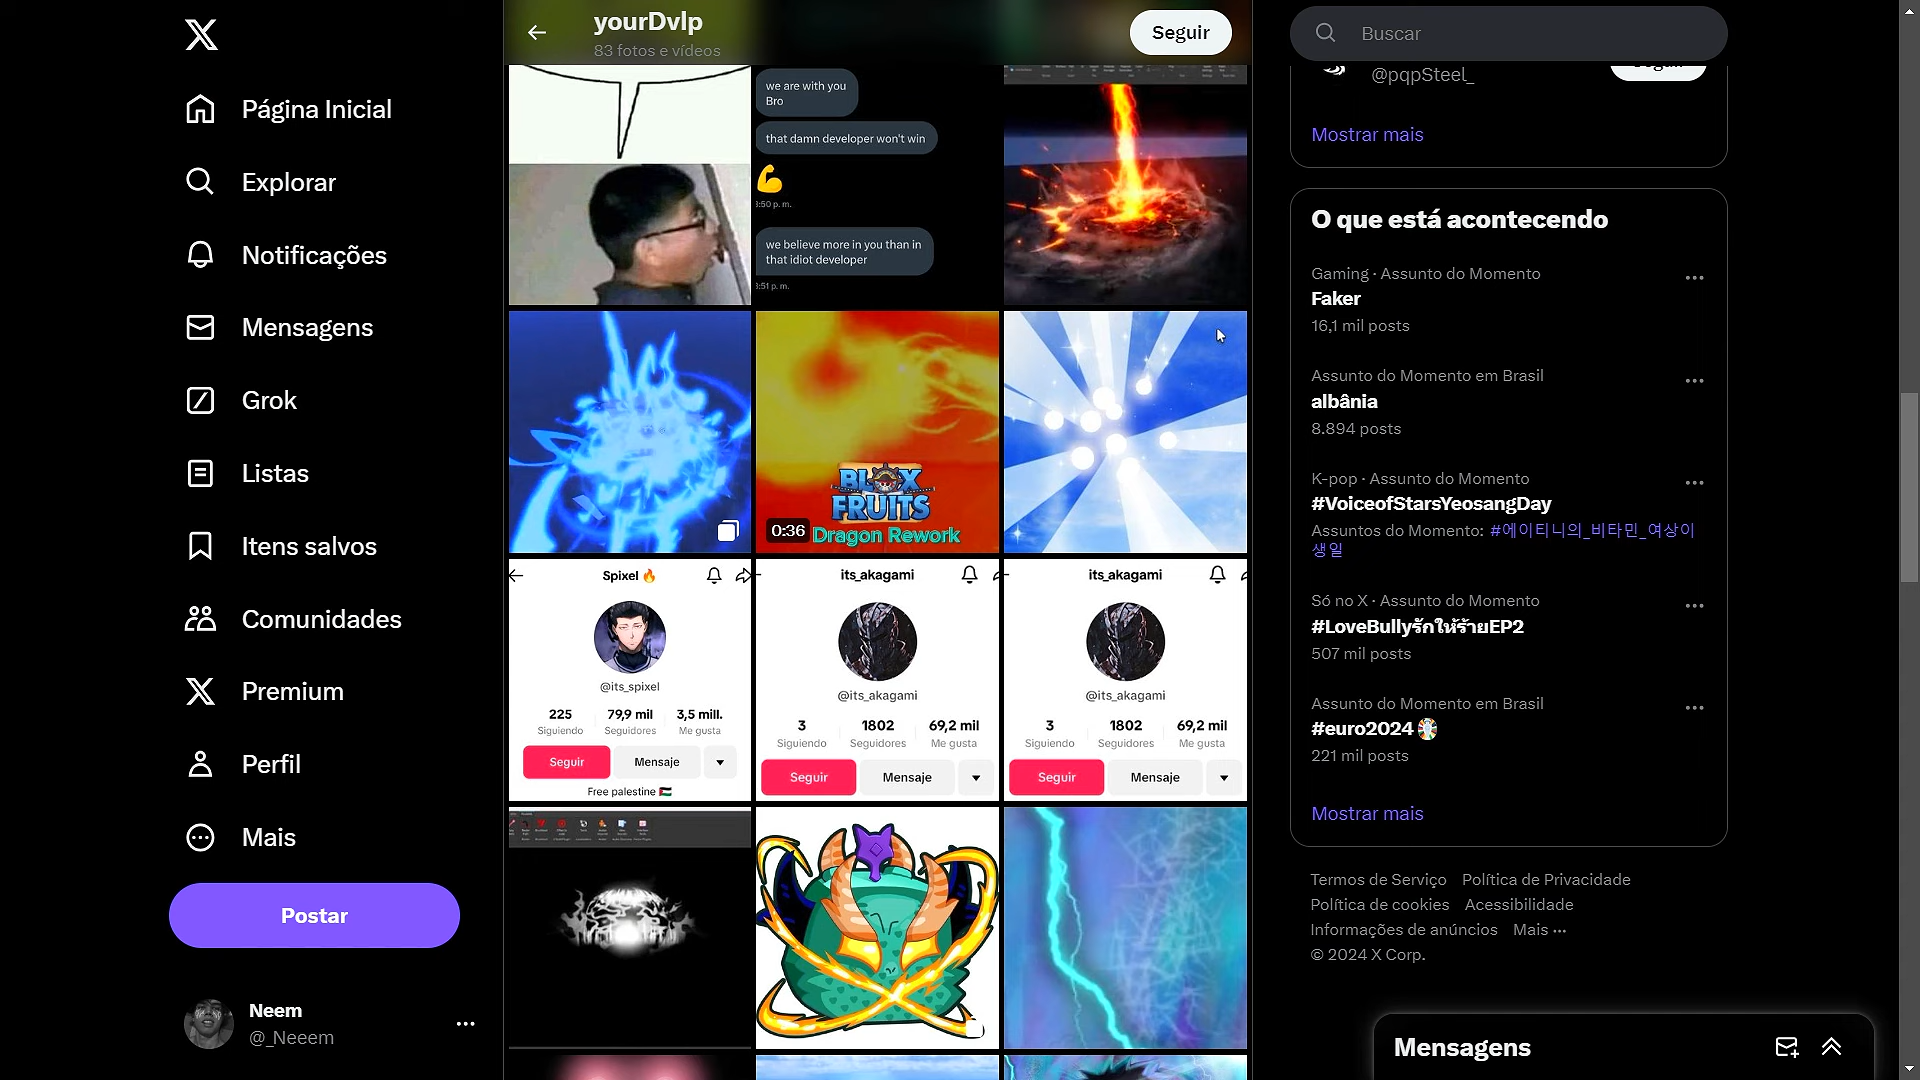 Página Inicial
Explorar
Notificações
Mensagens
Grok
Listas
Itens salvos
Comunidades
Premium
Perfil
Mais
Postar
Neem
@_Neeem
yourDvlp
83 fotos e vídeos
Seguir
we are with you
Bro
that damn developer won't win
:50 p. m.
we believe more in you than in
that idiot developer
:51 p. m.
BLOX
FRUITS
0:36
Dragon Rework
Spixel 🔥
@its_spixel
225
79,9 mil
3,5 mill.
Siguiendo
Seguidores
Me gusta
Seguir
Mensaje
Free palestine 🇵🇸
its_akagami
@its_akagami
3
1802
69,2 mil
Siguiendo
Seguidores
Me gusta
Seguir
Mensaje
its_akagami
@its_akagami
3
1802
69,2 mil
Siguiendo
Seguidores
Me gusta
Seguir
Mensaje
Buscar
@pqpSteel_
Mostrar mais
O que está acontecendo
Gaming · Assunto do Momento
Faker
16,1 mil posts
Assunto do Momento em Brasil
albânia
8.894 posts
K-pop · Assunto do Momento
#VoiceofStarsYeosangDay
Assuntos do Momento: #에이티니의_비타민_여상이
생일
Só no X · Assunto do Momento
#LoveBullyรักให้ร้ายEP2
507 mil posts
Assunto do Momento em Brasil
#euro2024
221 mil posts
Mostrar mais
Termos de Serviço Política de Privacidade
Política de cookies Acessibilidade
Informações de anúncios Mais ···
© 2024 X Corp.
Mensagens